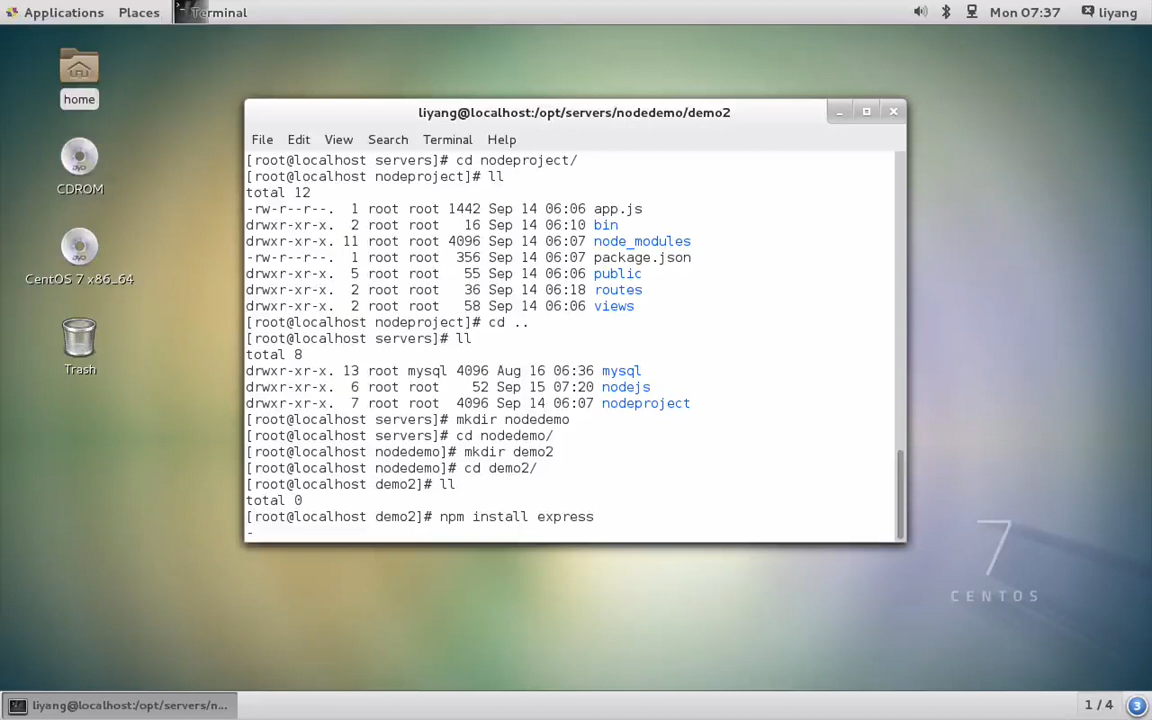 Applications Places Terminal Mon 07:37 liyang
home
CDROM
CentOS 7 x86_64
Trash
liyang@localhost:/opt/servers/nodedemo/demo2
File Edit View Search Terminal Help
[root@localhost servers]# cd nodeproject/
[root@localhost nodeproject]# ll
total 12
-rw-r--r--. 1 root root 1442 Sep 14 06:06 app.js
drwxr-xr-x. 2 root root 16 Sep 14 06:10 bin
drwxr-xr-x. 11 root root 4096 Sep 14 06:07 node_modules
-rw-r--r--. 1 root root 356 Sep 14 06:07 package.json
drwxr-xr-x. 5 root root 55 Sep 14 06:06 public
drwxr-xr-x. 2 root root 36 Sep 14 06:18 routes
drwxr-xr-x. 2 root root 58 Sep 14 06:06 views
[root@localhost nodeproject]# cd ..
[root@localhost servers]# ll
total 8
drwxr-xr-x. 13 root mysql 4096 Aug 16 06:36 mysql
drwxr-xr-x. 6 root root 52 Sep 15 07:20 nodejs
drwxr-xr-x. 7 root root 4096 Sep 14 06:07 nodeproject
[root@localhost servers]# mkdir nodedemo
[root@localhost servers]# cd nodedemo/
[root@localhost nodedemo]# mkdir demo2
[root@localhost nodedemo]# cd demo2/
[root@localhost demo2]# ll
total 0
[root@localhost demo2]# npm install express
-
7
CENTOS
liyang@localhost:/opt/servers/n... 1 / 4 3